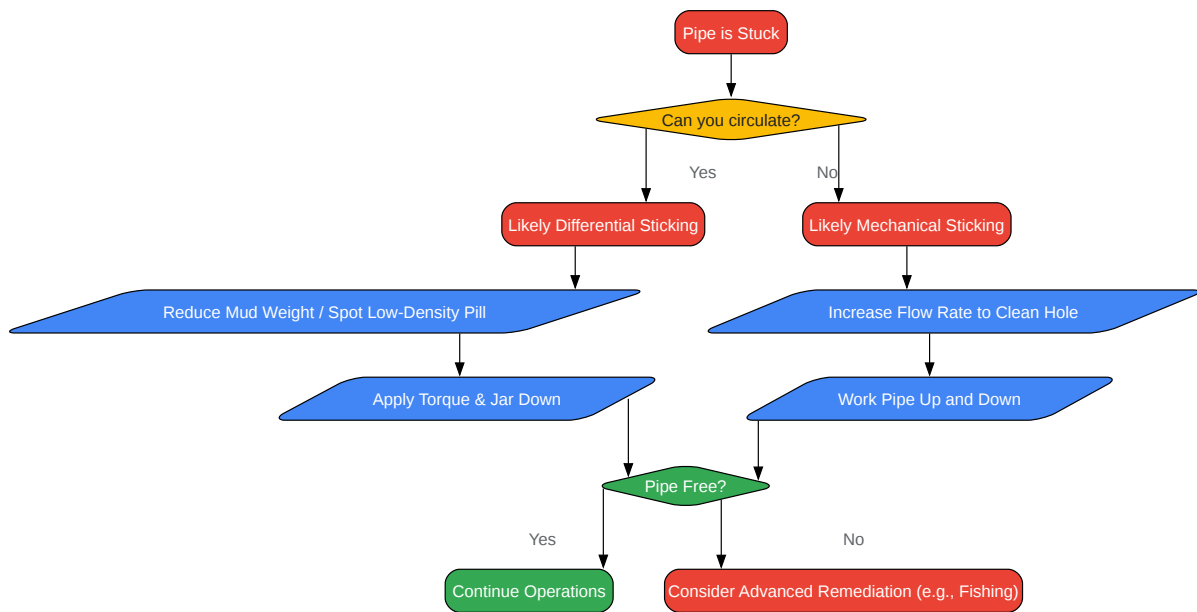 Pipe is Stuck
Can you circulate?
Yes
No
Likely Differential Sticking
Likely Mechanical Sticking
Reduce Mud Weight / Spot Low-Density Pill
Increase Flow Rate to Clean Hole
Apply Torque & Jar Down
Work Pipe Up and Down
Pipe Free?
Yes
No
Continue Operations
Consider Advanced Remediation (e.g., Fishing)